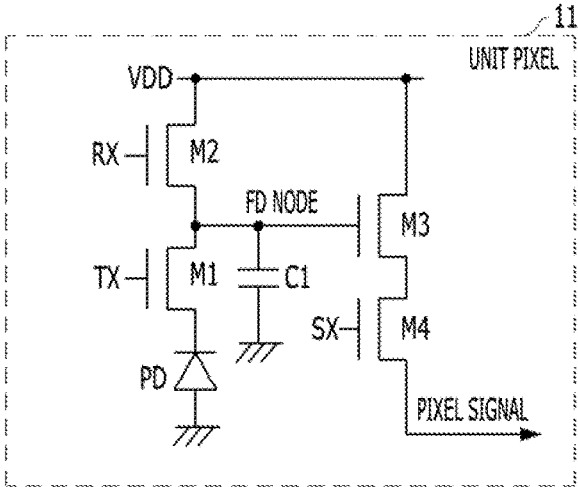 11
UNIT PIXEL
VDD
RX
M2
FD NODE
M3
TX
M1
C1
SX
M4
PD
PIXEL SIGNAL